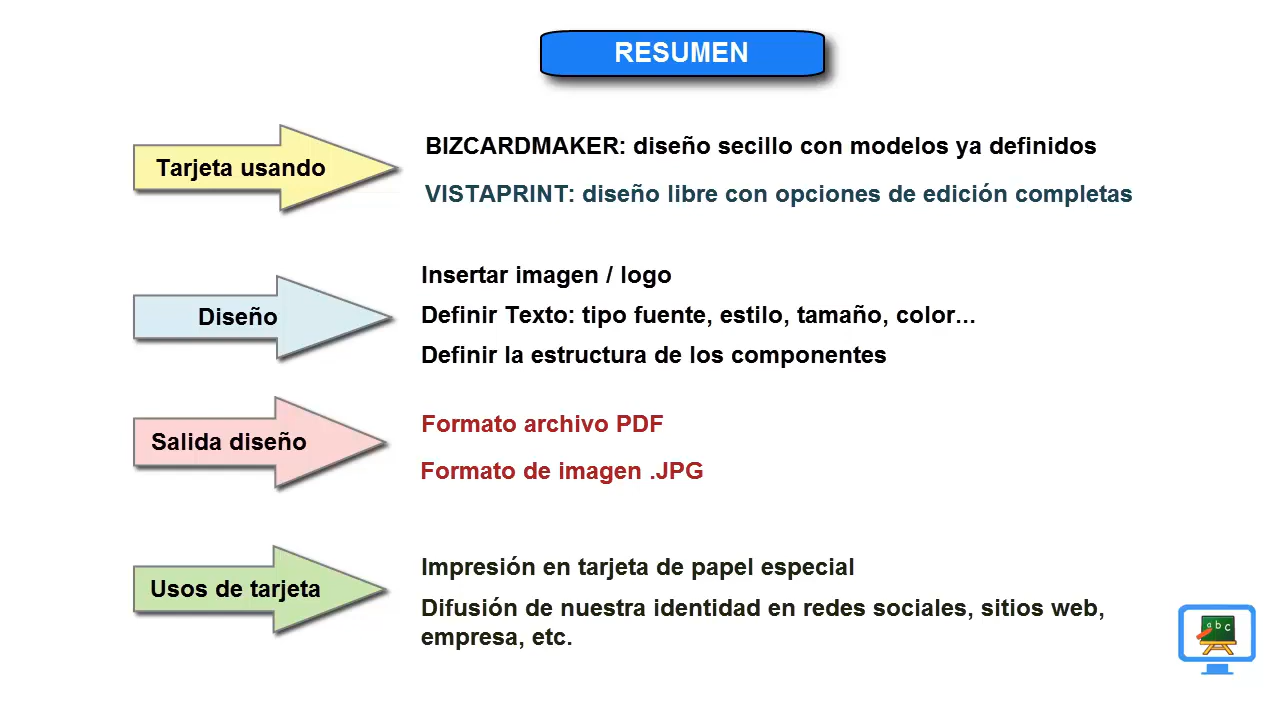 RESUMEN
Tarjeta usando
BIZCARDMAKER: diseño secillo con modelos ya definidos
VISTAPRINT: diseño libre con opciones de edición completas
Diseño
Insertar imagen / logo
Definir Texto: tipo fuente, estilo, tamaño, color...
Definir la estructura de los componentes
Salida diseño
Formato archivo PDF
Formato de imagen .JPG
Usos de tarjeta
Impresión en tarjeta de papel especial
Difusión de nuestra identidad en redes sociales, sitios web,
empresa, etc.
a b c